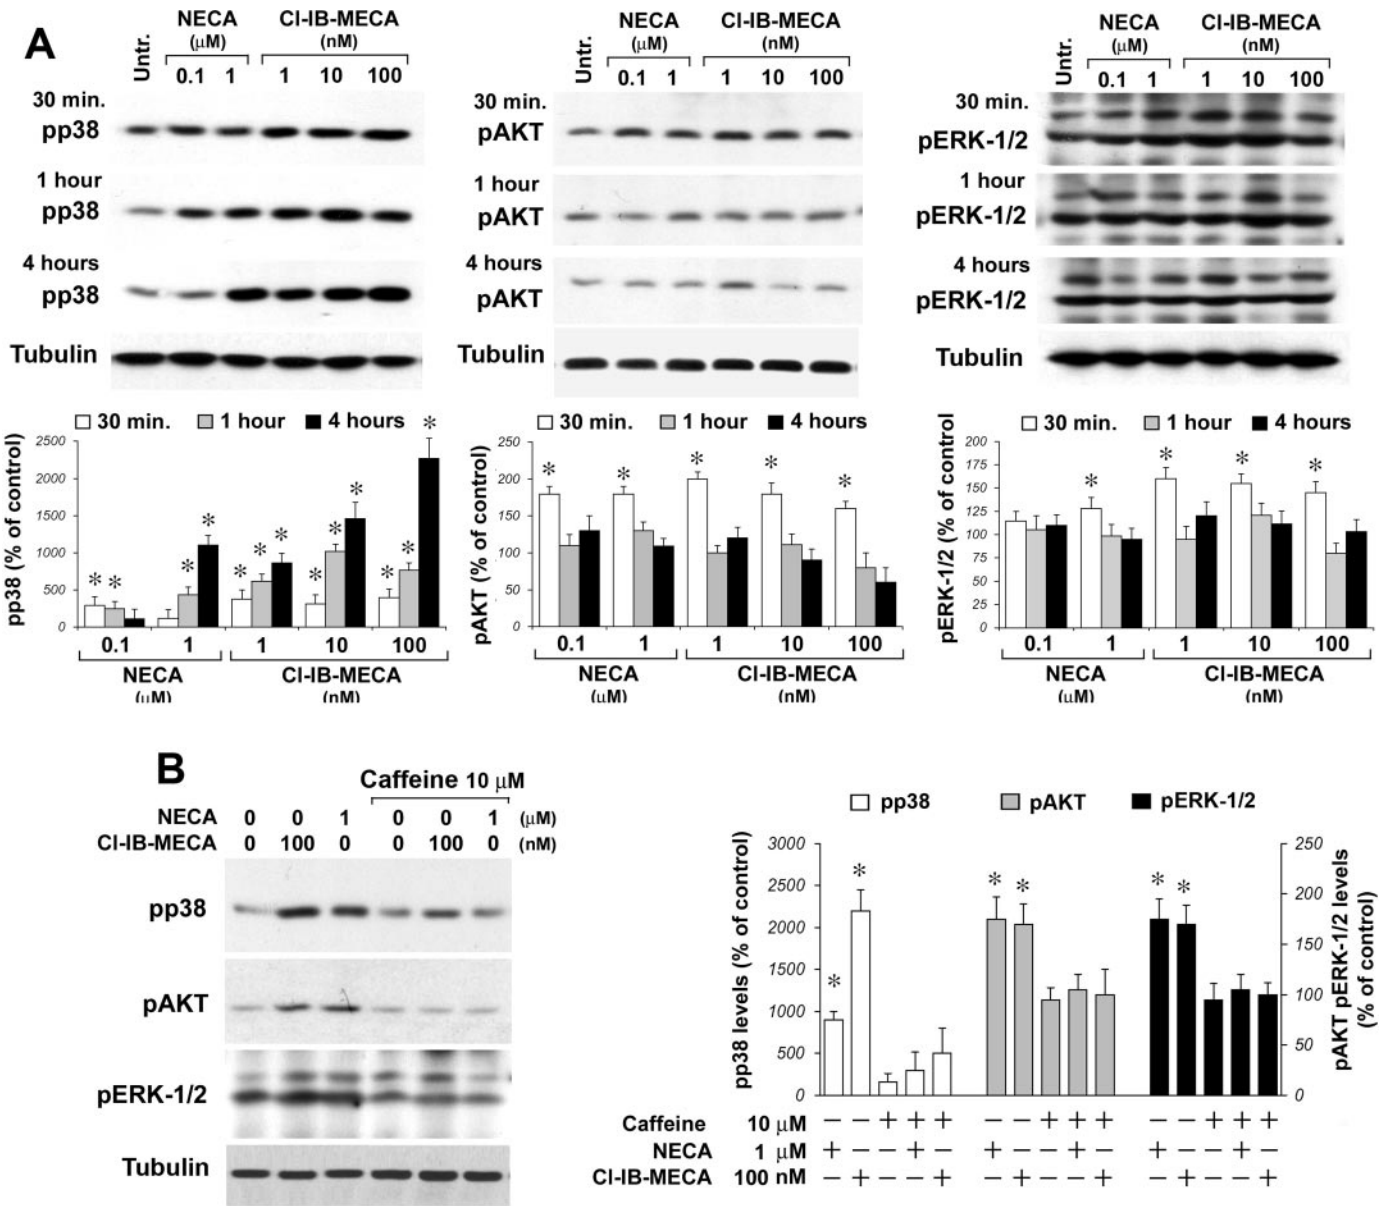 A
NECA CI-IB-MECA
Untr. (μM) (nM)
0.1 1 1 10 100
30 min.
pp38
1 hour
pp38
4 hours
pp38
Tubulin
NECA CI-IB-MECA
Untr. (μM) (nM)
0.1 1 1 10 100
30 min.
pAKT
1 hour
pAKT
4 hours
pAKT
Tubulin
NECA CI-IB-MECA
Untr. (μM) (nM)
0.1 1 1 10 100
30 min.
pERK-1/2
1 hour
pERK-1/2
4 hours
pERK-1/2
Tubulin
30 min. 1 hour 4 hours
pp38 (% of control)
2500
2000
1500
1000
500
0
* * * * * * * * * * * * *
0.1 1 1 10 100
NECA CI-IB-MECA
(μM) (nM)
30 min. 1 hour 4 hours
pAKT (% of control)
250
200
150
100
50
0
* * * * *
0.1 1 1 10 100
NECA CI-IB-MECA
(μM) (nM)
30 min. 1 hour 4 hours
pERK-1/2 (% of control
200
175
150
125
100
75
50
25
0
* * * *
0.1 1 1 10 100
NECA CI-IB-MECA
(μM) (nM)
B
Caffeine 10 μM
NECA 0 0 1 0 0 1 (μM)
CI-IB-MECA 0 100 0 0 100 0 (nM)
pp38
pAKT
pERK-1/2
Tubulin
pp38 pAKT pERK-1/2
pp38 levels (% of control)
3000
2500
2000
1500
1000
500
0
* * * * * *
250
200
150
100
50
0
pAKT pERK-1/2 levels
(% of control)
Caffeine 10 μM − − + + + − − + + + − − + + +
NECA 1 μM + − − + − + − − + − + − − + −
CI-IB-MECA 100 nM − + − − + − + − − + − + − − +